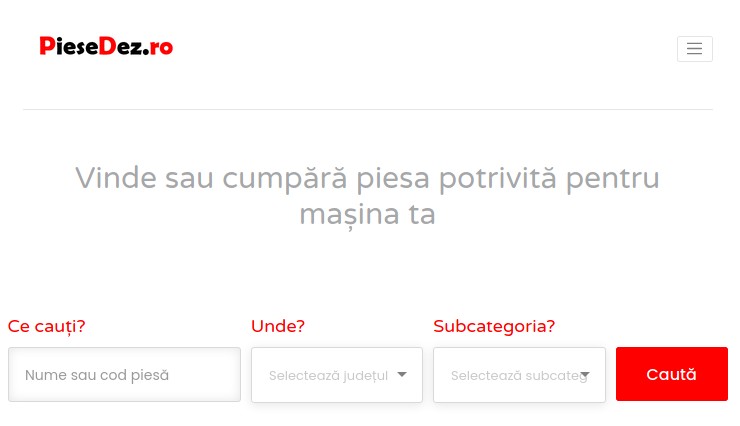 PieseDez.ro
Vinde sau cumpără piesa potrivită pentru
mașina ta
Ce cauți?
Unde?
Subcategoria?
Nume sau cod piesă
Selectează județul
Selectează subcateg
Caută